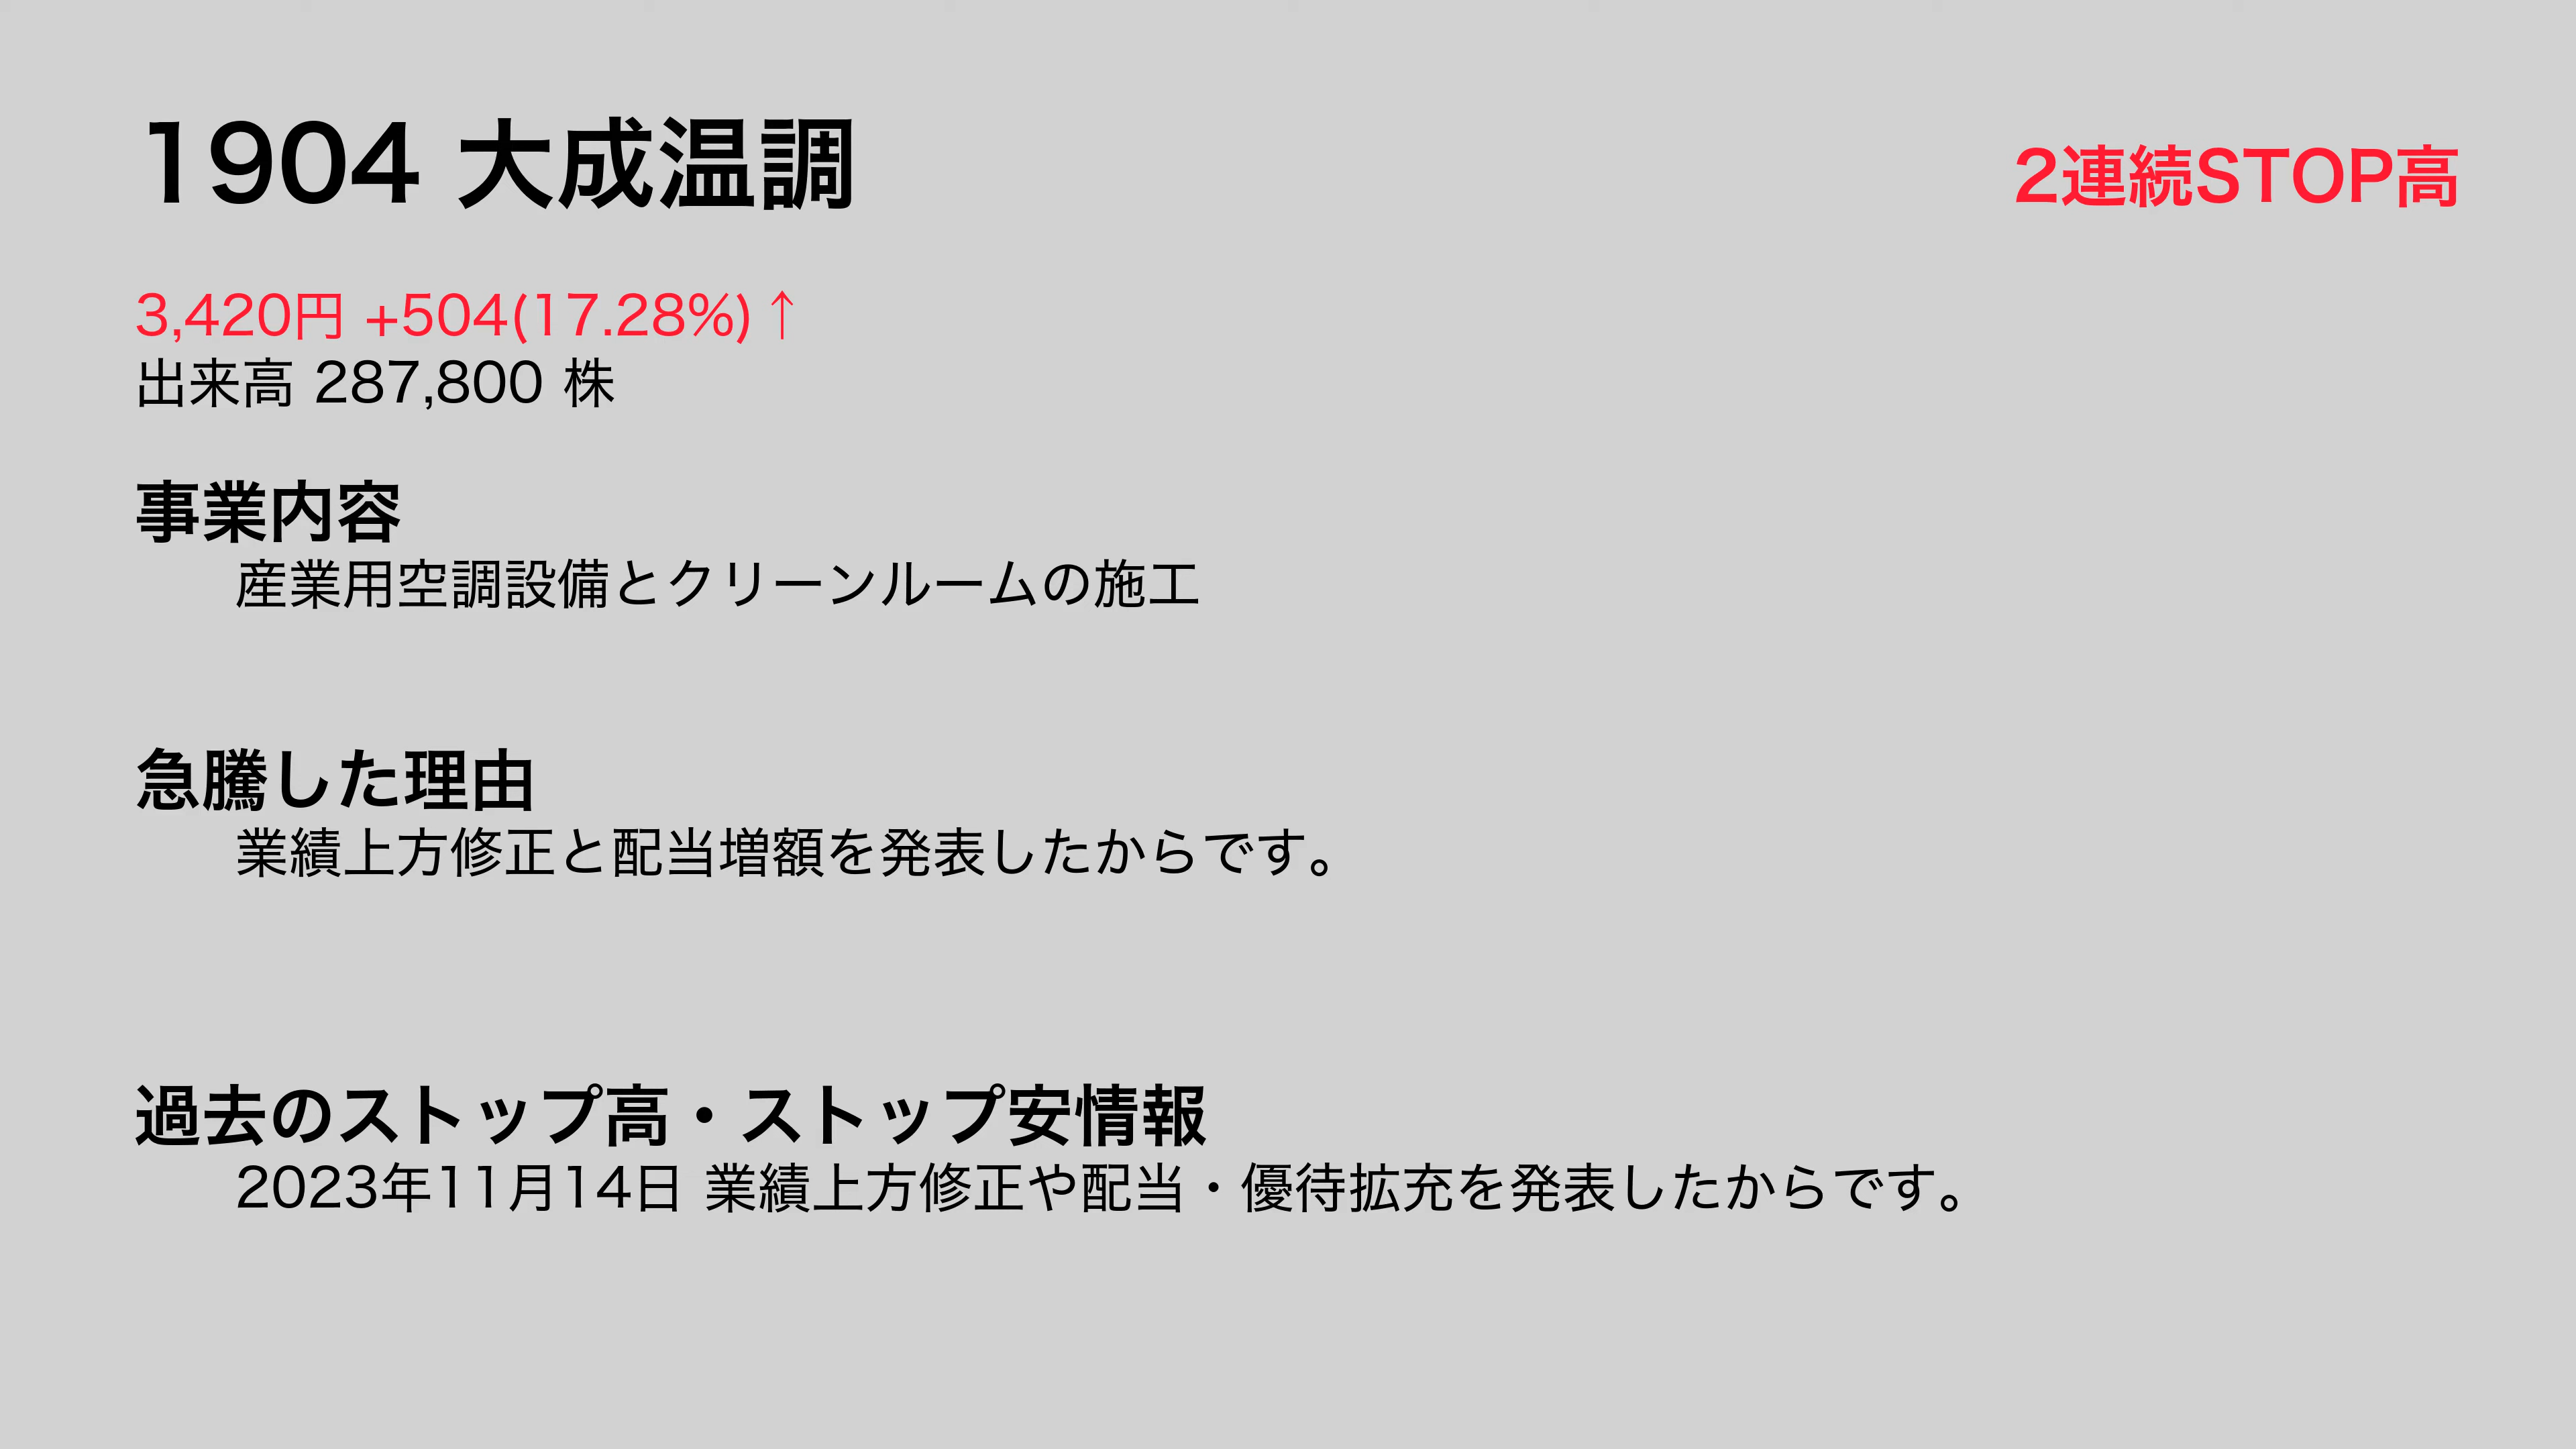 1904 大成温調
2連続STOP高
3,420円 +504(17.28%)↑
出来高 287,800 株
事業内容
産業用空調設備とクリーンルームの施工
急騰した理由
業績上方修正と配当増額を発表したからです。
過去のストップ高・ストップ安情報
2023年11月14日 業績上方修正や配当・優待拡充を発表したからです。